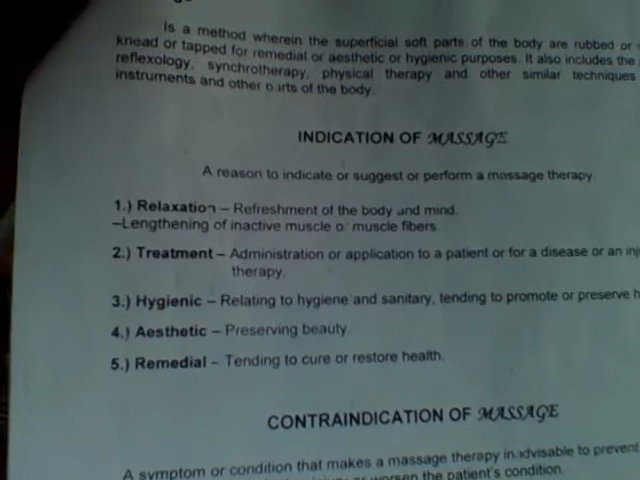 Is a method wherein the superficial soft parts of the body are rubbed or
knead or tapped for remedial or aesthetic or hygienic purposes. It also includes the
reflexology, synchrotherapy, physical therapy and other similar techniques
instruments and other parts of the body.
INDICATION OF MASSAGE
A reason to indicate or suggest or perform a massage therapy
1.) Relaxation – Refreshment of the body and mind.
–Lengthening of inactive muscle or muscle fibers
2.) Treatment – Administration or application to a patient or for a disease or an
therapy.
3.) Hygienic – Relating to hygiene and sanitary, tending to promote or preserve
4.) Aesthetic – Preserving beauty.
5.) Remedial – Tending to cure or restore health.
CONTRAINDICATION OF MASSAGE
A symptom or condition that makes a massage therapy inadvisable to prevent
worsen the patient's condition.